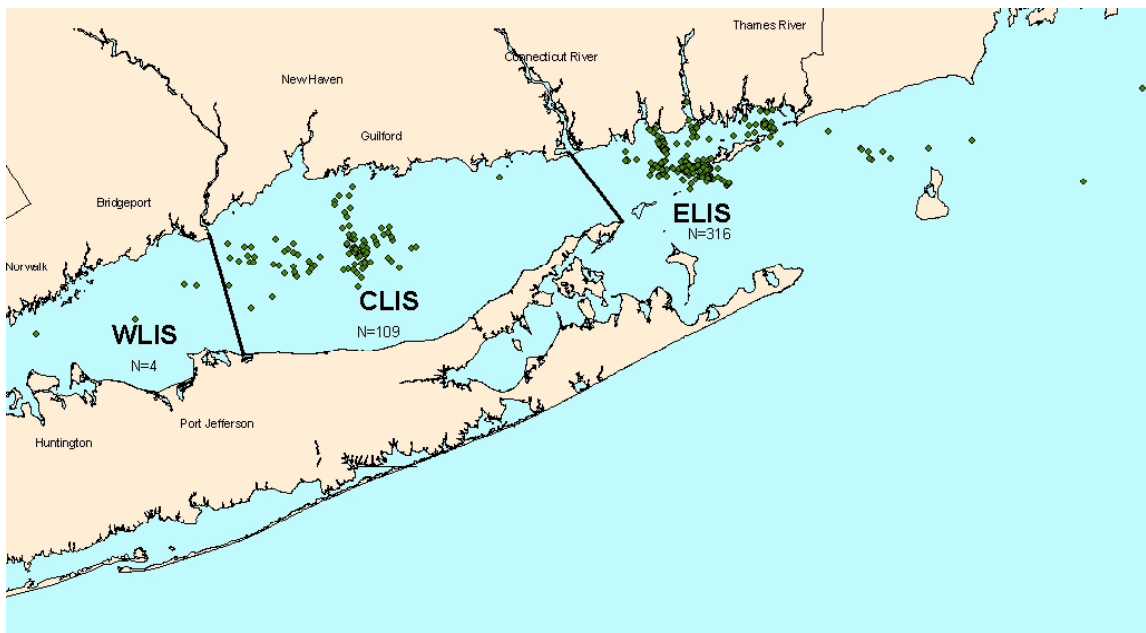 Thames River
Connecticut River
New Haven
Guilford
Bridgeport
Norwalk
ELIS
N=316
CLIS
N=109
WLIS
N=4
Port Jefferson
Huntington